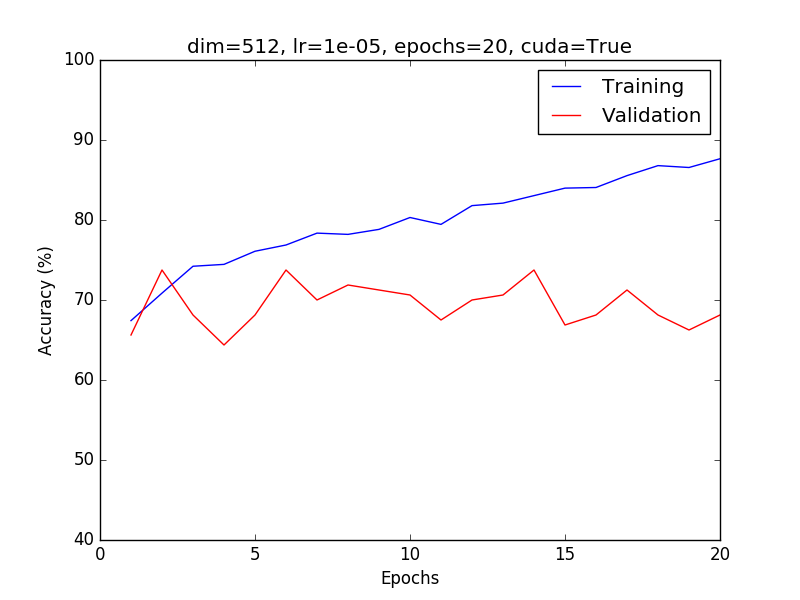 dim=512, lr=1e-05, epochs=20, cuda=True
100
90
80
70
60
50
40
Accuracy (%)
Training
Validation
0 5 10 15 20
Epochs